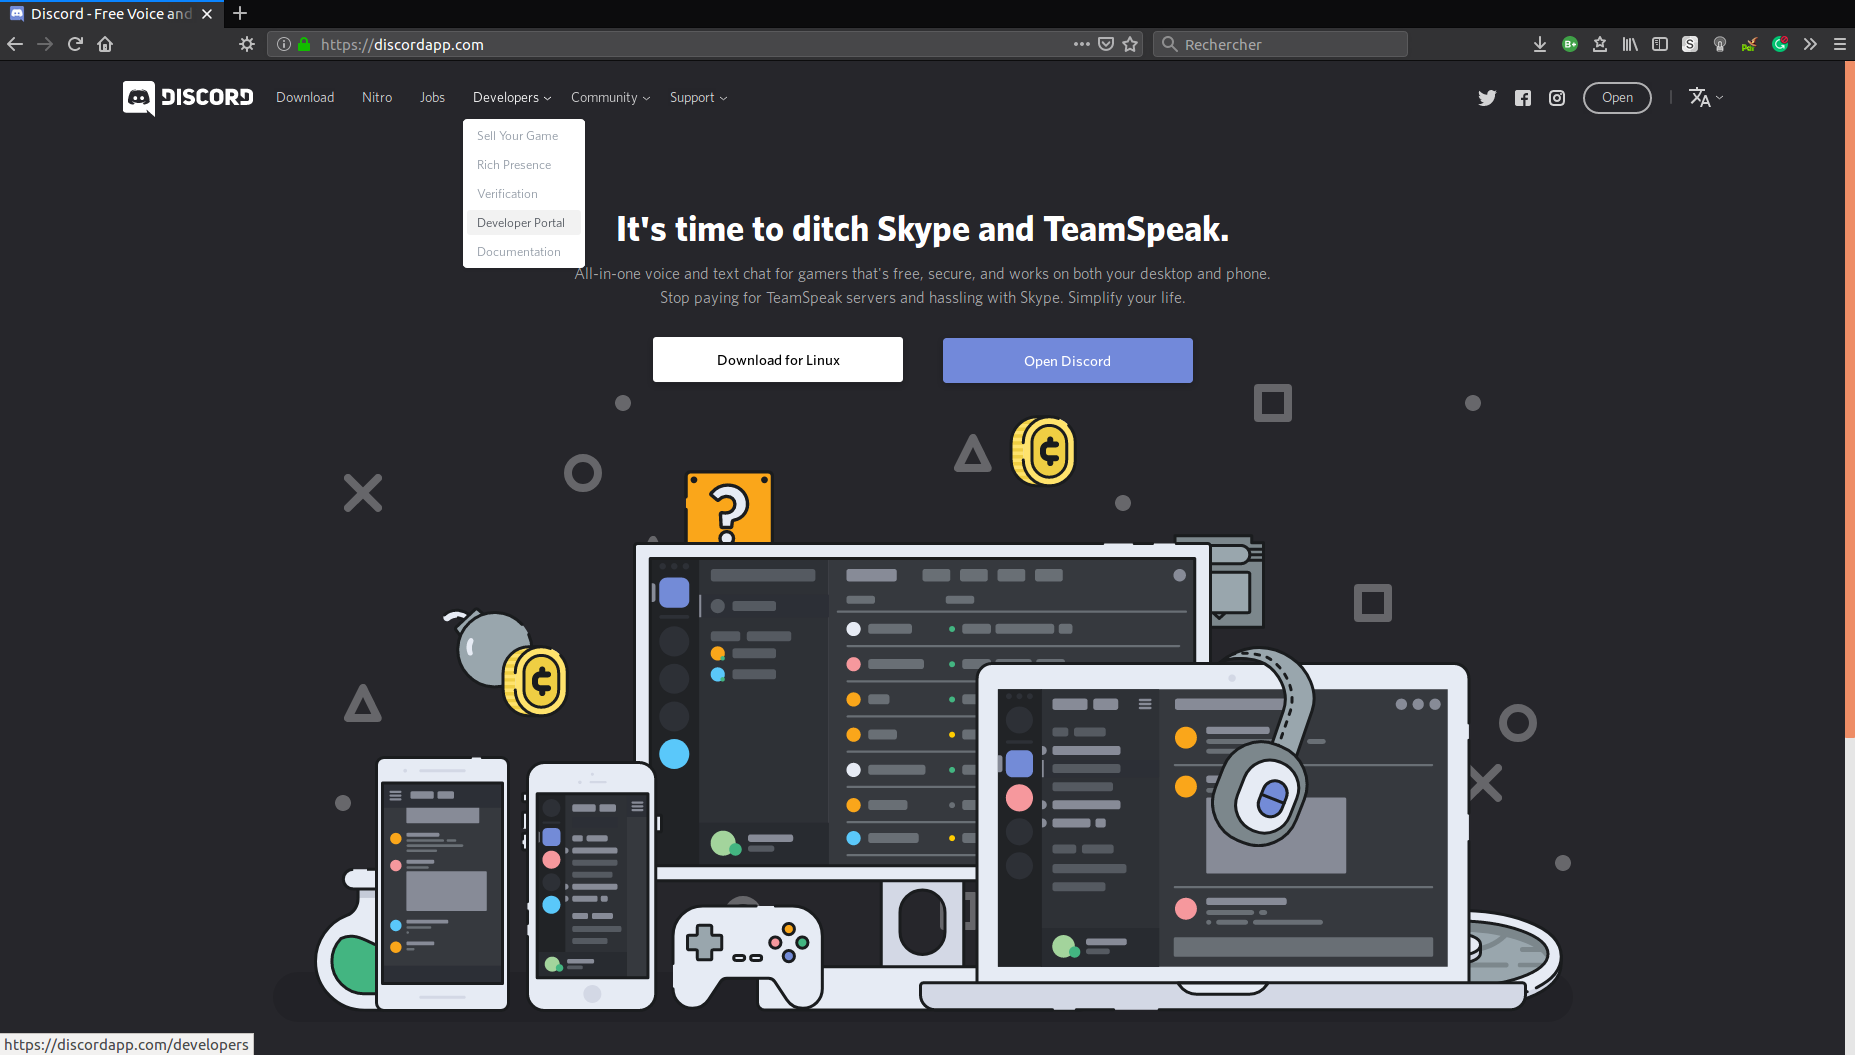 Discord - Free Voice and
https://discordapp.com
Rechercher
DISCORD
Download
Nitro
Jobs
Developers
Community
Support
Open
Sell Your Game
Rich Presence
Verification
Developer Portal
Documentation
It's time to ditch Skype and TeamSpeak.
All-in-one voice and text chat for gamers that's free, secure, and works on both your desktop and phone.
Stop paying for TeamSpeak servers and hassling with Skype. Simplify your life.
Download for Linux
Open Discord
https://discordapp.com/developers